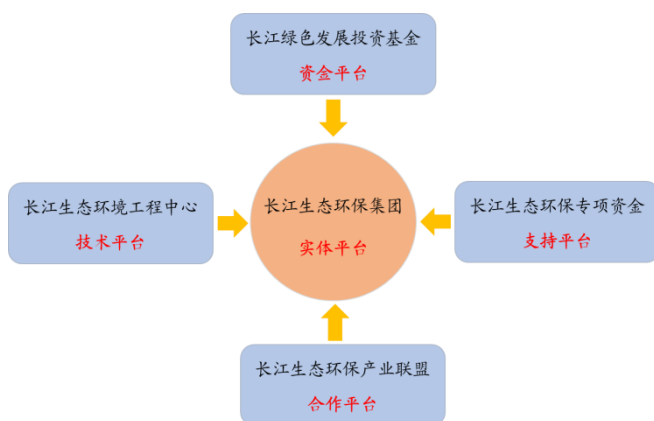 长江绿色发展投资基金
资金平台
长江生态环境工程中心
技术平台
长江生态环保集团
实体平台
长江生态环保专项资金
支持平台
长江生态环保产业联盟
合作平台